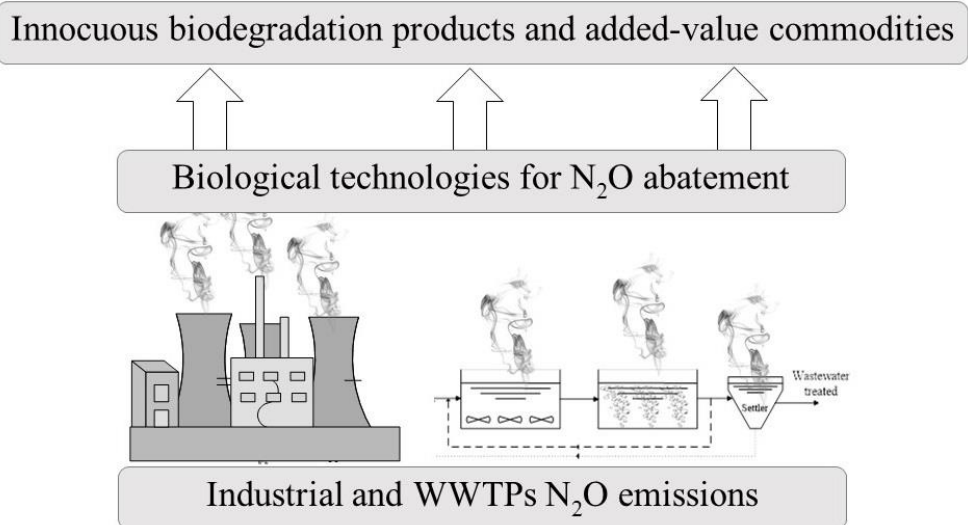 Innocuous biodegradation products and added-value commodities
Biological technologies for N₂O abatement
Wastewater
treated
Settler
Industrial and WWTPs N₂O emissions